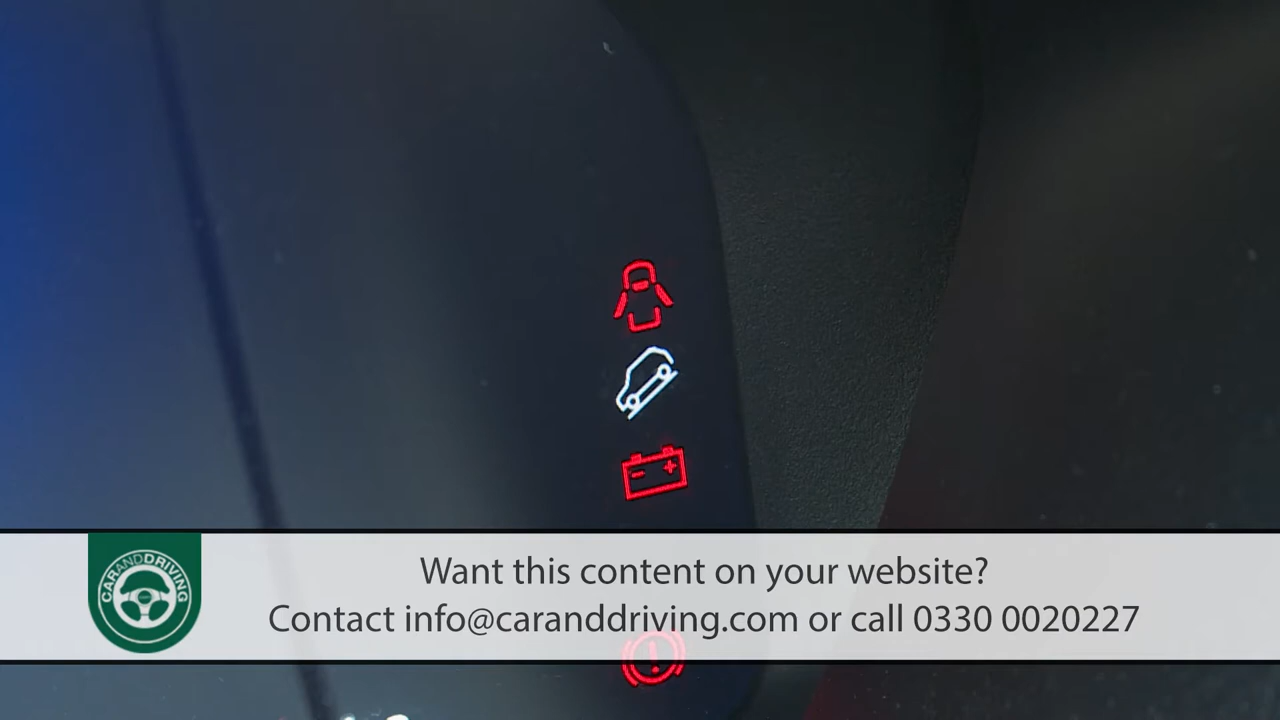 CARANDDRIVING
Want this content on your website?
Contact info@caranddriving.com or call 0330 0020227